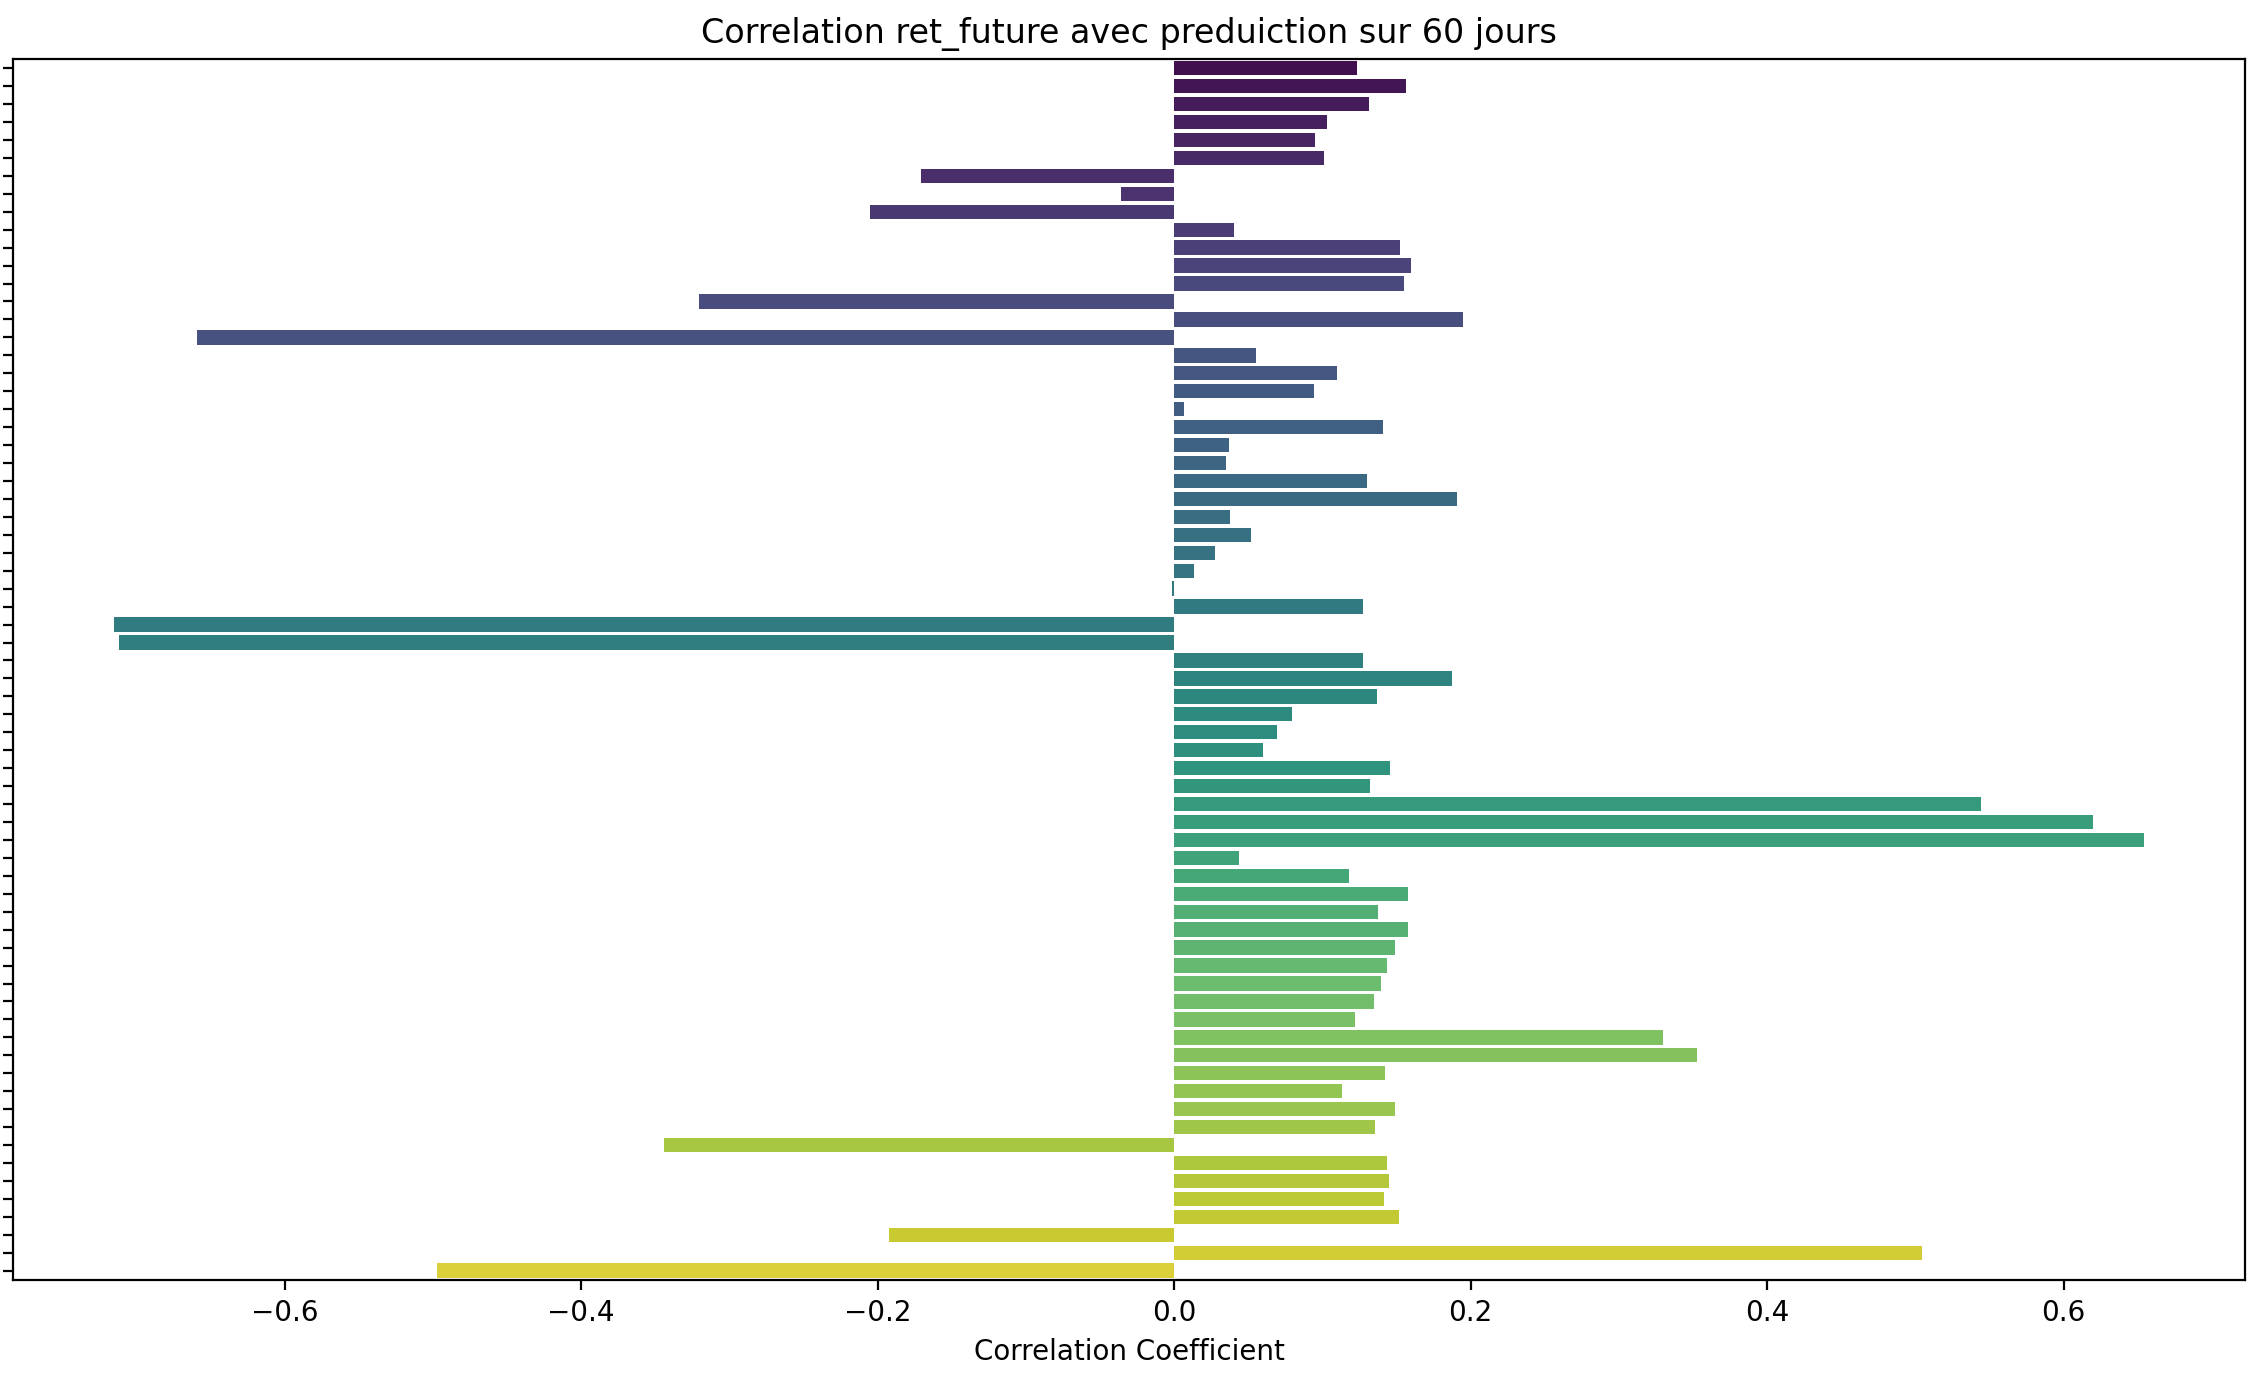 Correlation ret_future avec preduiction sur 60 jours
−0.6 −0.4 −0.2 0.0 0.2 0.4 0.6
Correlation Coefficient